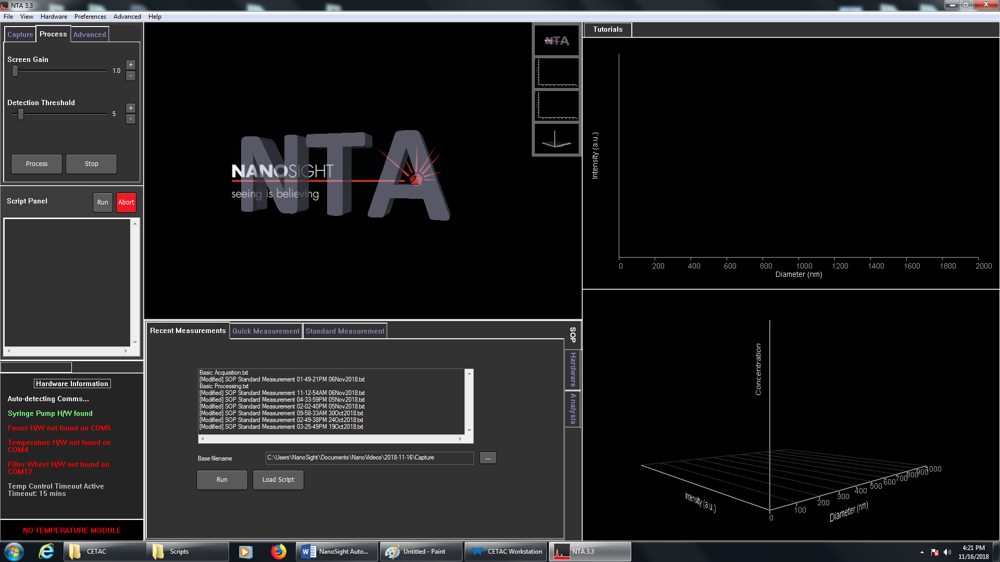 NTA 3.3
File View Hardware Preferences Advanced Help
Capture Process Advanced
Screen Gain
1.0
+
-
Detection Threshold
5
+
-
Process Stop
Script Panel
Run Abort
Hardware Information
Auto-detecting Comms...
Syringe Pump H/W found
Focus H/W not found on COM5
Temperature H/W not found on
COM4
Filter Wheel H/W not found on
COM12
Temp Control Timeout Active
Timeout: 15 mins
NO TEMPERATURE MODULE
NTA
NANOSIGHT
seeing is believing
NTA
Recent Measurements Quick Measurement Standard Measurement
Basic Acquisition.txt
[Modified] SOP Standard Measurement 01-49-21PM 06Nov2018.txt
Basic Processing.txt
[Modified] SOP Standard Measurement 11-12-54AM 06Nov2018.txt
[Modified] SOP Standard Measurement 04-33-59PM 05Nov2018.txt
[Modified] SOP Standard Measurement 02-02-40PM 05Nov2018.txt
[Modified] SOP Standard Measurement 09-58-33AM 30Oct2018.txt
[Modified] SOP Standard Measurement 02-49-38PM 24Oct2018.txt
[Modified] SOP Standard Measurement 03-25-49PM 19Oct2018.txt
Base filename C:\Users\NanoSight\Documents\NanoVideos\2018-11-16\Capture ...
Run Load Script
SOP
Hardware
Analysis
Tutorials
Intensity (a.u.)
0 200 400 600 800 1000 1200 1400 1600 1800 2000
Diameter (nm)
Concentration
Intensity (a.u.)
0 100 200 300 400 500 600 700 800 900 1000
Diameter (nm)
CETAC Scripts NanoSight Auto... Untitled - Paint CETAC Workstation NTA 3.3
4:21 PM
11/16/2018